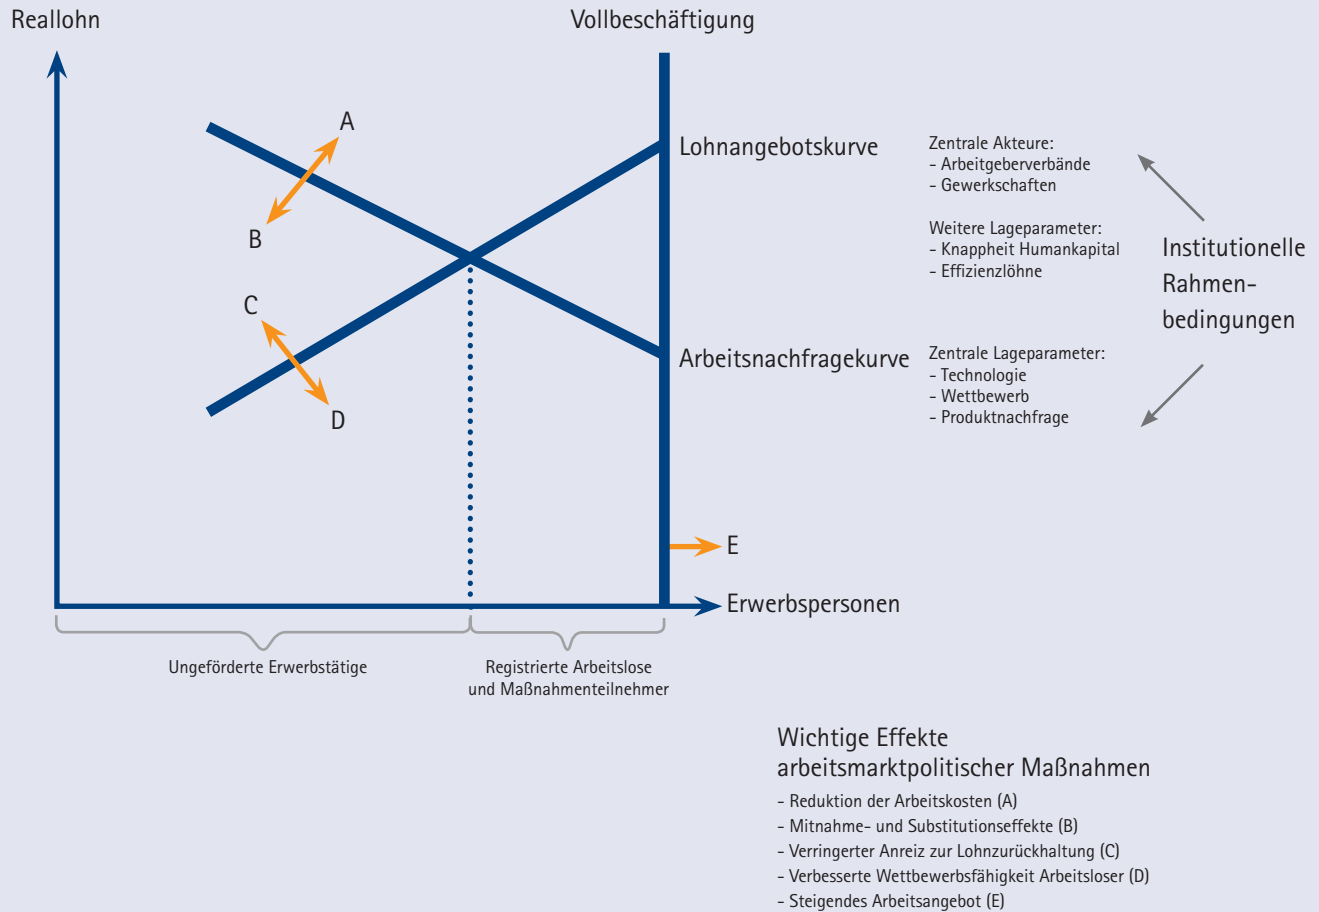 Reallohn
Vollbeschäftigung
A
B
C
D
Lohnangebotskurve
Zentrale Akteure:
- Arbeitgeberverbände
- Gewerkschaften
Weitere Lageparameter:
- Knappheit Humankapital
- Effizienzlöhne
Institutionelle
Rahmen-
bedingungen
Arbeitsnachfragekurve
Zentrale Lageparameter:
- Technologie
- Wettbewerb
- Produktnachfrage
E
Erwerbspersonen
Ungeförderte Erwerbstätige
Registrierte Arbeitslose
und Maßnahmenteilnehmer
Wichtige Effekte
arbeitsmarktpolitischer Maßnahmen
- Reduktion der Arbeitskosten (A)
- Mitnahme- und Substitutionseffekte (B)
- Verringerter Anreiz zur Lohnzurückhaltung (C)
- Verbesserte Wettbewerbsfähigkeit Arbeitsloser (D)
- Steigendes Arbeitsangebot (E)